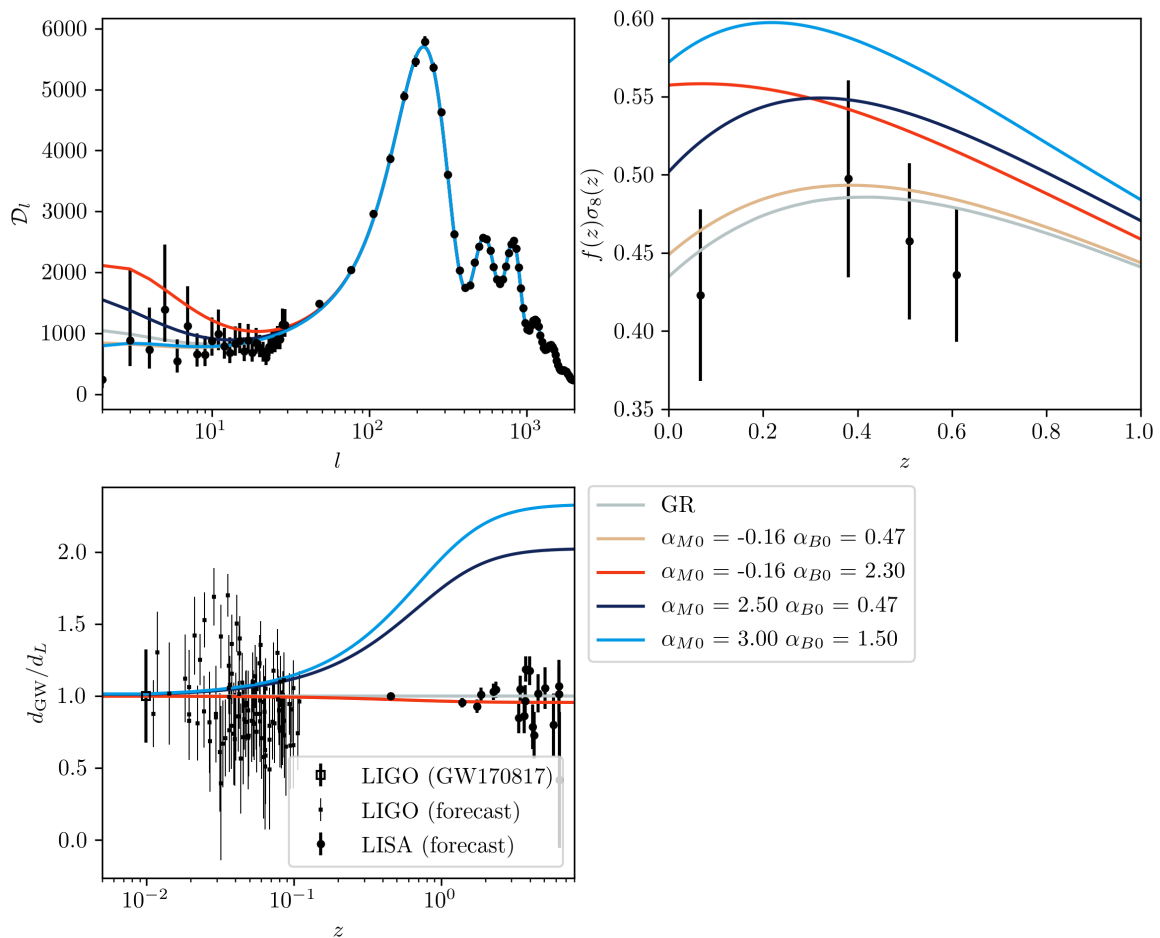 6000
5000
4000
3000
2000
1000
0
𝒟_l
10^1
10^2
10^3
l
0.60
0.55
0.50
0.45
0.40
0.35
f(z)σ_8(z)
0.0
0.2
0.4
0.6
0.8
1.0
z
2.0
1.5
1.0
0.5
0.0
d_GW/d_L
10^−2
10^−1
10^0
z
LIGO (GW170817)
LIGO (forecast)
LISA (forecast)
GR
α_M0 = -0.16 α_B0 = 0.47
α_M0 = -0.16 α_B0 = 2.30
α_M0 = 2.50 α_B0 = 0.47
α_M0 = 3.00 α_B0 = 1.50